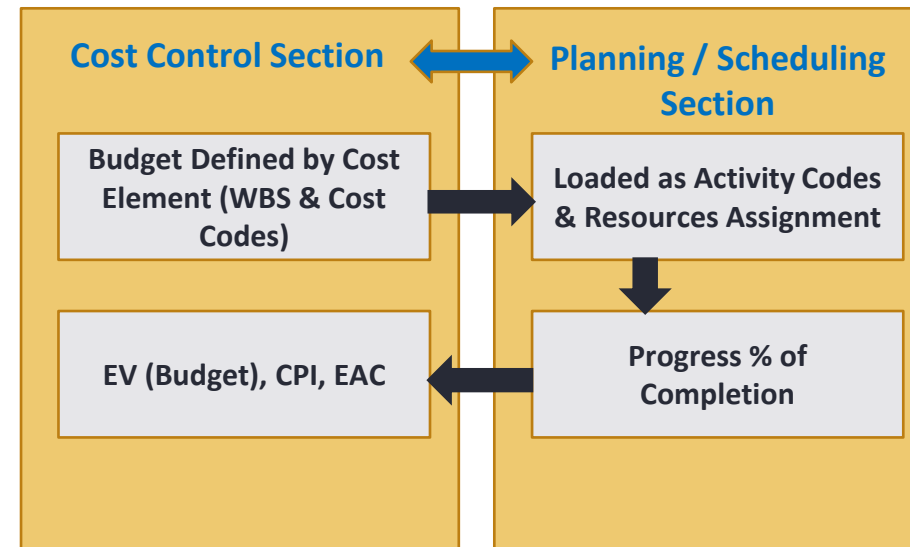 Cost Control Section
Planning / Scheduling
Section
Budget Defined by Cost
Element (WBS & Cost
Codes)
Loaded as Activity Codes
& Resources Assignment
EV (Budget), CPI, EAC
Progress % of
Completion